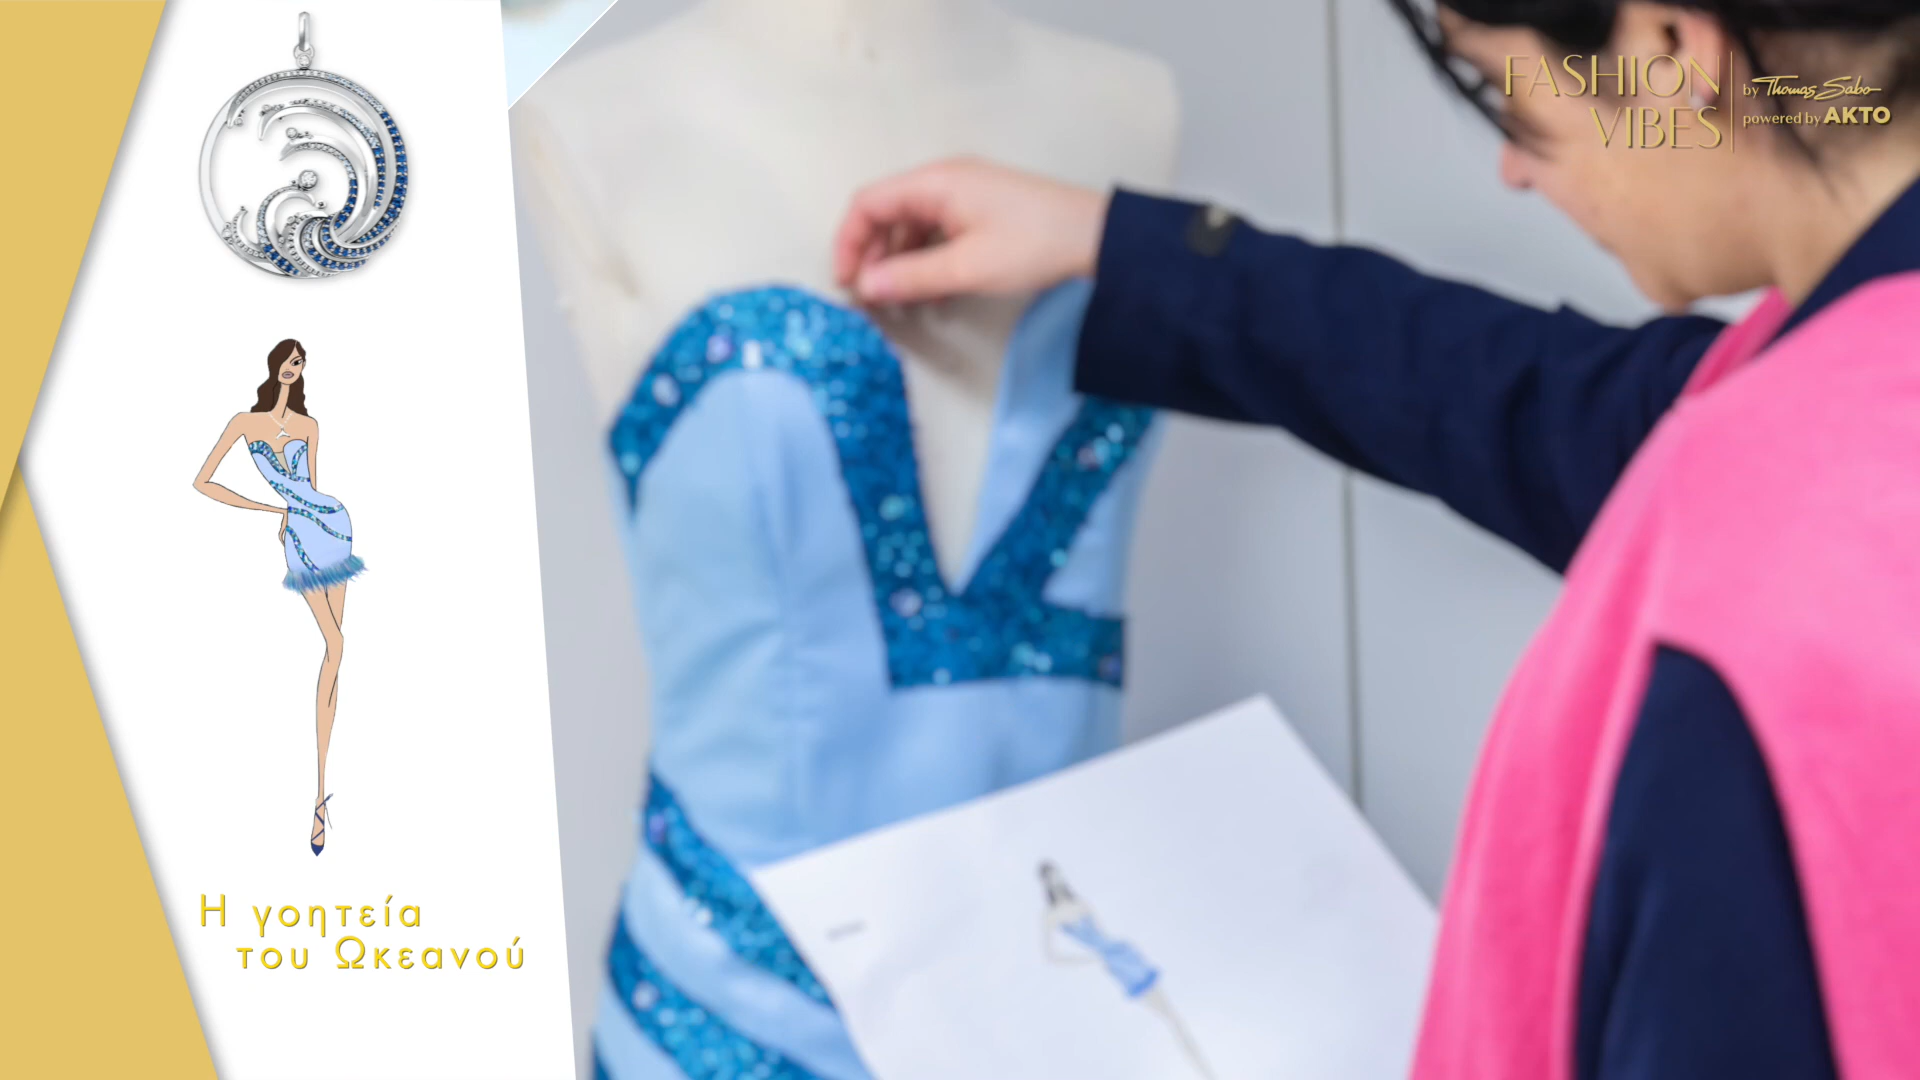 FASHION
VIBES
by Thomas Sabo
powered by AKTO
Η γοητεία
του Ωκεανού